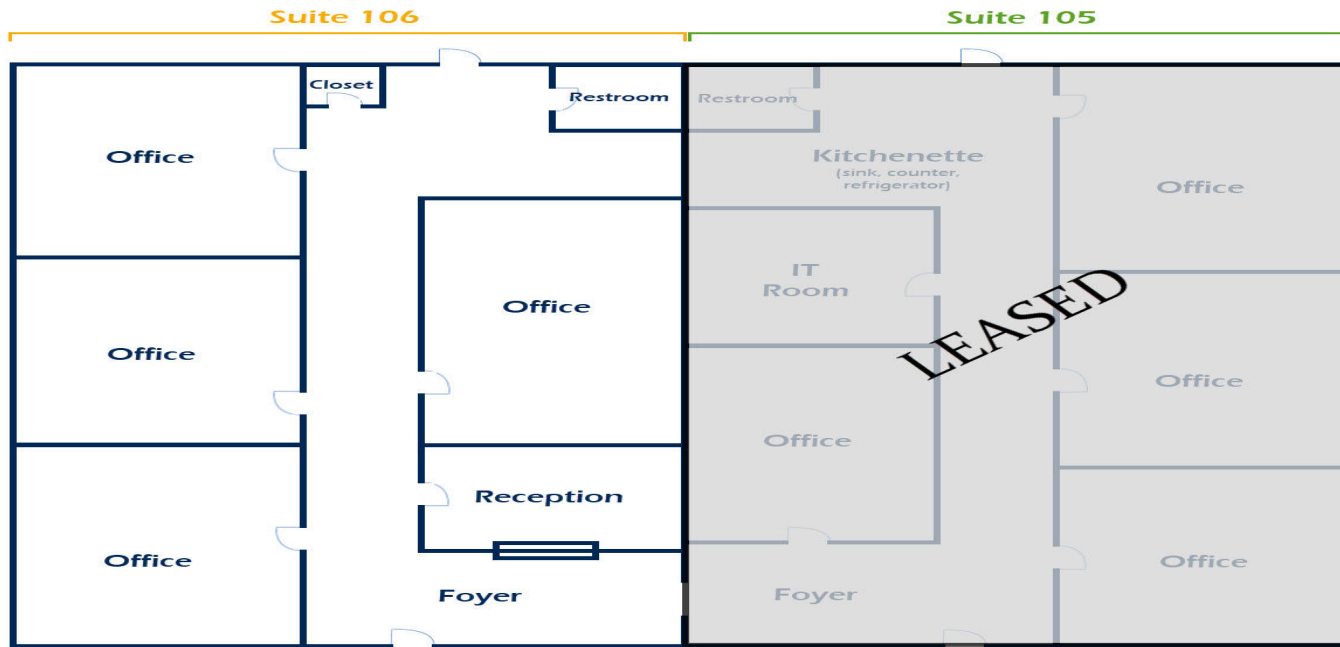 Suite 106
Suite 105
Closet
Restroom
Restroom
Office
Kitchenette
(sink, counter,
refrigerator)
Office
IT
Room
Office
LEASED
Office
Office
Office
Reception
Office
Office
Foyer
Foyer
Office